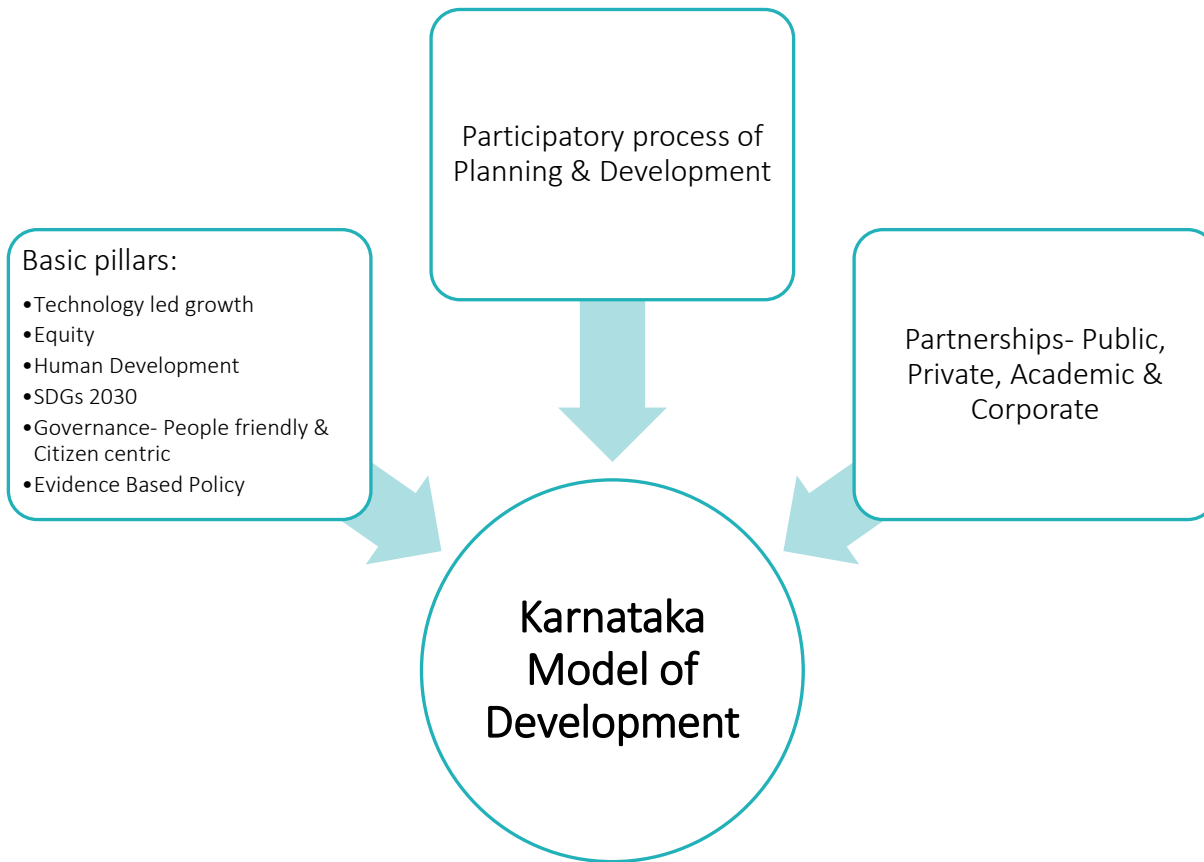 Participatory process of
Planning & Development
Basic pillars:
•Technology led growth
•Equity
•Human Development
•SDGs 2030
•Governance- People friendly &
Citizen centric
•Evidence Based Policy
Partnerships- Public,
Private, Academic &
Corporate
Karnataka
Model of
Development